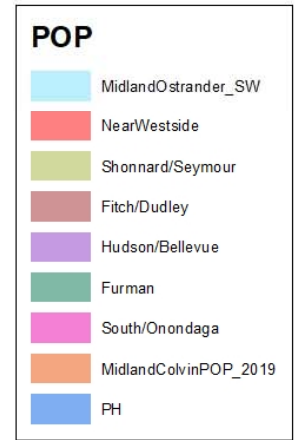 POP
MidlandOstrander_SW
NearWestside
Shonnard/Seymour
Fitch/Dudley
Hudson/Bellevue
Furman
South/Onondaga
MidlandColvinPOP_2019
PH